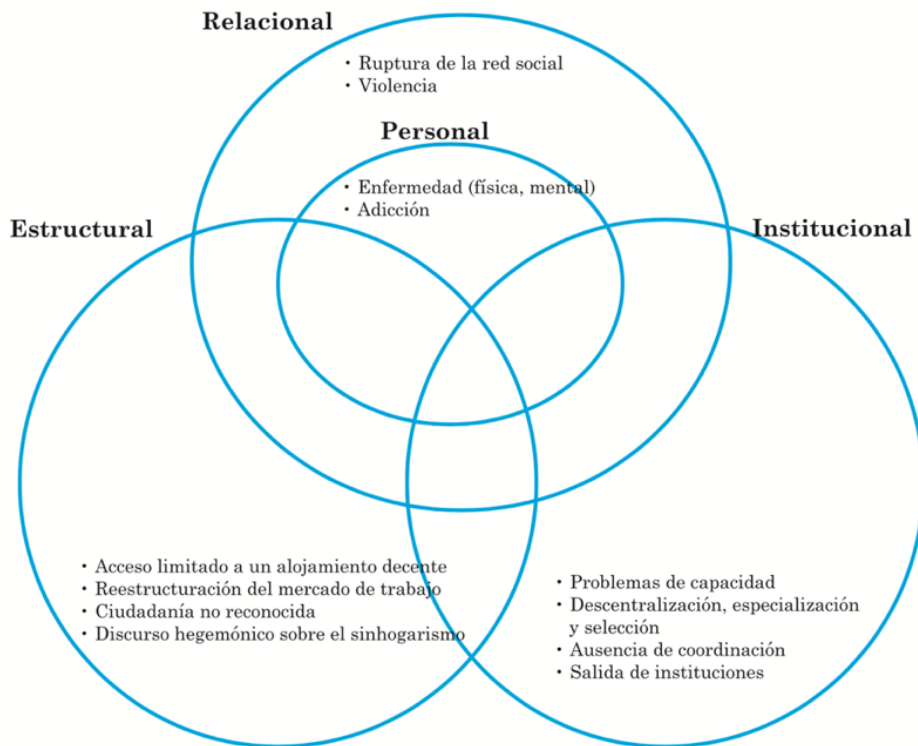 Relacional
• Ruptura de la red social
• Violencia
Personal
• Enfermedad (física, mental)
• Adicción
Estructural
Institucional
• Acceso limitado a un alojamiento decente
• Reestructuración del mercado de trabajo
• Ciudadanía no reconocida
• Discurso hegemónico sobre el sinhogarismo
• Problemas de capacidad
• Descentralización, especialización
y selección
• Ausencia de coordinación
• Salida de instituciones